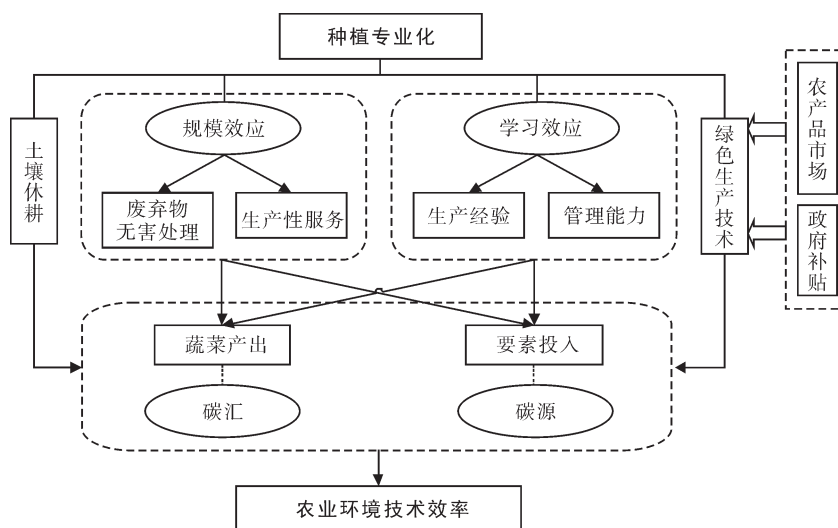 种植专业化
规模效应
学习效应
土壤休耕
废弃物
无害处理
生产性服务
生产经验
管理能力
绿色生产技术
农产品市场
政府补贴
蔬菜产出
要素投入
碳汇
碳源
农业环境技术效率